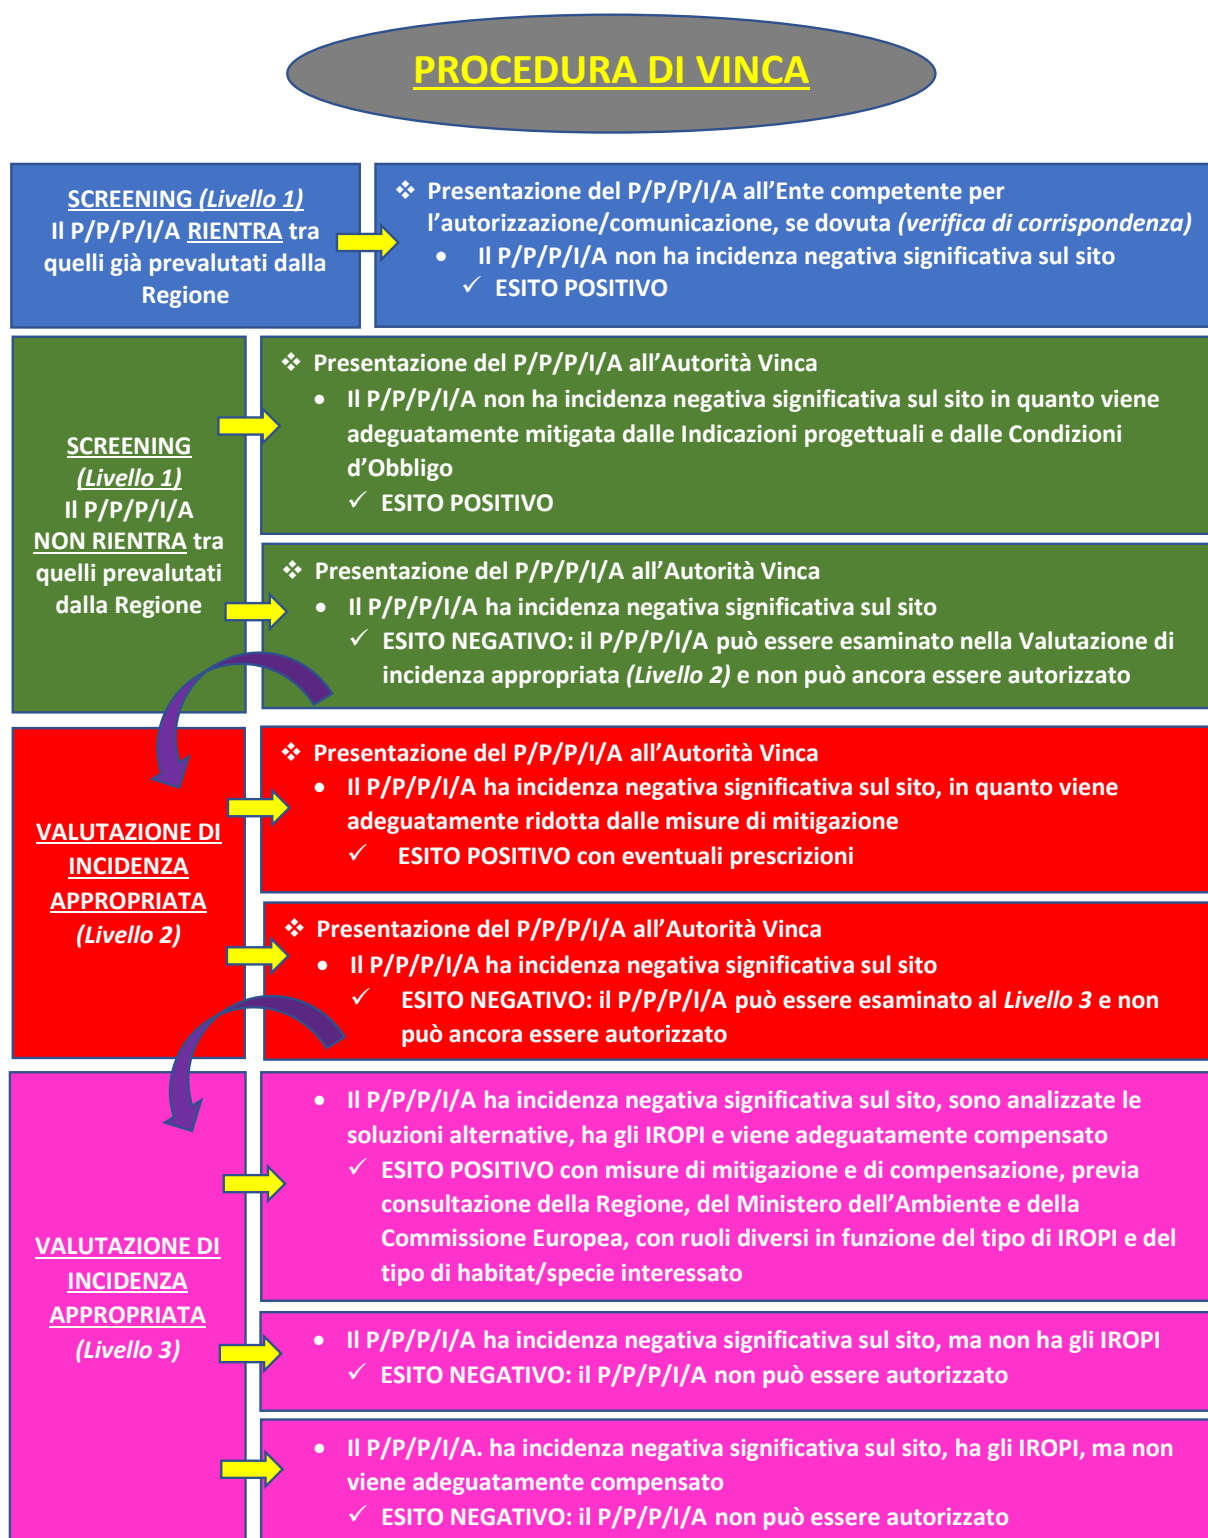 PROCEDURA DI VINCA
SCREENING (Livello 1)
Il P/P/P/I/A RIENTRA tra
quelli già prevalutati dalla
Regione
❖ Presentazione del P/P/P/I/A all’Ente competente per
l’autorizzazione/comunicazione, se dovuta (verifica di corrispondenza)
• Il P/P/P/I/A non ha incidenza negativa significativa sul sito
✓ ESITO POSITIVO
SCREENING
(Livello 1)
Il P/P/P/I/A
NON RIENTRA tra
quelli prevalutati
dalla Regione
❖ Presentazione del P/P/P/I/A all’Autorità Vinca
• Il P/P/P/I/A non ha incidenza negativa significativa sul sito in quanto viene
adeguatamente mitigata dalle Indicazioni progettuali e dalle Condizioni
d’Obbligo
✓ ESITO POSITIVO
❖ Presentazione del P/P/P/I/A all’Autorità Vinca
• Il P/P/P/I/A ha incidenza negativa significativa sul sito
✓ ESITO NEGATIVO: il P/P/P/I/A può essere esaminato nella Valutazione di
incidenza appropriata (Livello 2) e non può ancora essere autorizzato
VALUTAZIONE DI
INCIDENZA
APPROPRIATA
(Livello 2)
❖ Presentazione del P/P/P/I/A all’Autorità Vinca
• Il P/P/P/I/A ha incidenza negativa significativa sul sito, in quanto viene
adeguatamente ridotta dalle misure di mitigazione
✓ ESITO POSITIVO con eventuali prescrizioni
❖ Presentazione del P/P/P/I/A all’Autorità Vinca
• Il P/P/P/I/A ha incidenza negativa significativa sul sito
✓ ESITO NEGATIVO: il P/P/P/I/A può essere esaminato al Livello 3 e non
può ancora essere autorizzato
VALUTAZIONE DI
INCIDENZA
APPROPRIATA
(Livello 3)
• Il P/P/P/I/A ha incidenza negativa significativa sul sito, sono analizzate le
soluzioni alternative, ha gli IROPI e viene adeguatamente compensato
✓ ESITO POSITIVO con misure di mitigazione e di compensazione, previa
consultazione della Regione, del Ministero dell’Ambiente e della
Commissione Europea, con ruoli diversi in funzione del tipo di IROPI e del
tipo di habitat/specie interessato
• Il P/P/P/I/A ha incidenza negativa significativa sul sito, ma non ha gli IROPI
✓ ESITO NEGATIVO: il P/P/P/I/A non può essere autorizzato
• Il P/P/P/I/A. ha incidenza negativa significativa sul sito, ha gli IROPI, ma non
viene adeguatamente compensato
✓ ESITO NEGATIVO: il P/P/P/I/A non può essere autorizzato